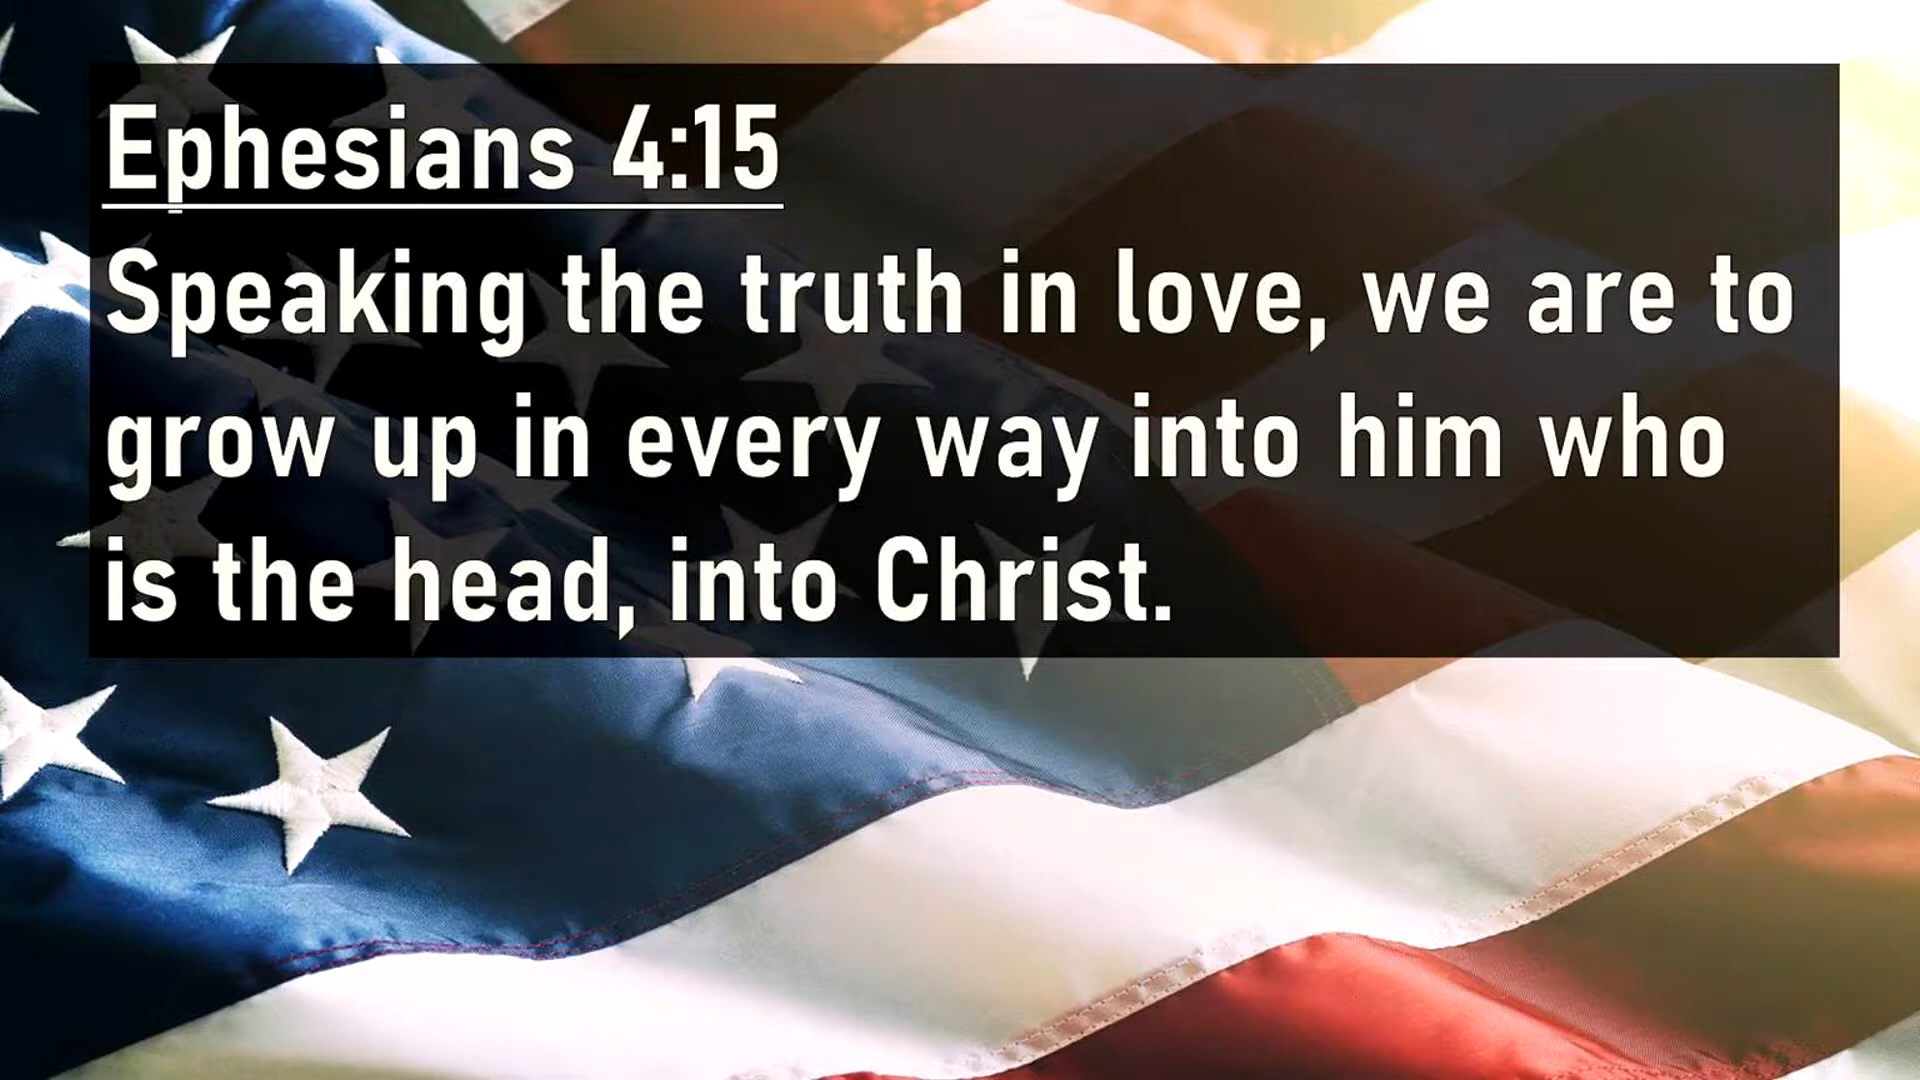 Ephesians 4:15
Speaking the truth in love, we are to
grow up in every way into him who
is the head, into Christ.